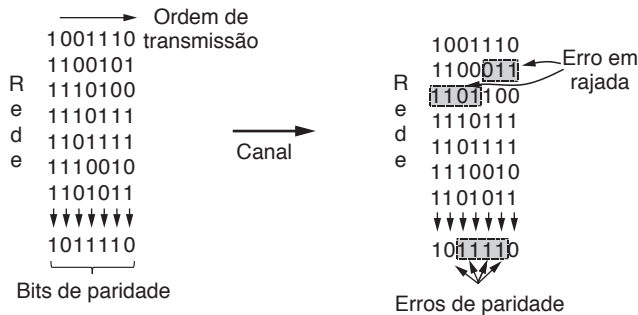 Ordem de
transmissão
R
e
d
e
1001110
1100101
1110100
1110111
1101111
1110010
1101011
1011110
Bits de paridade
Canal
R
e
d
e
1001110
1100011
1101100
1110111
1101111
1110010
1101011
1011110
Erro em
rajada
Erros de paridade